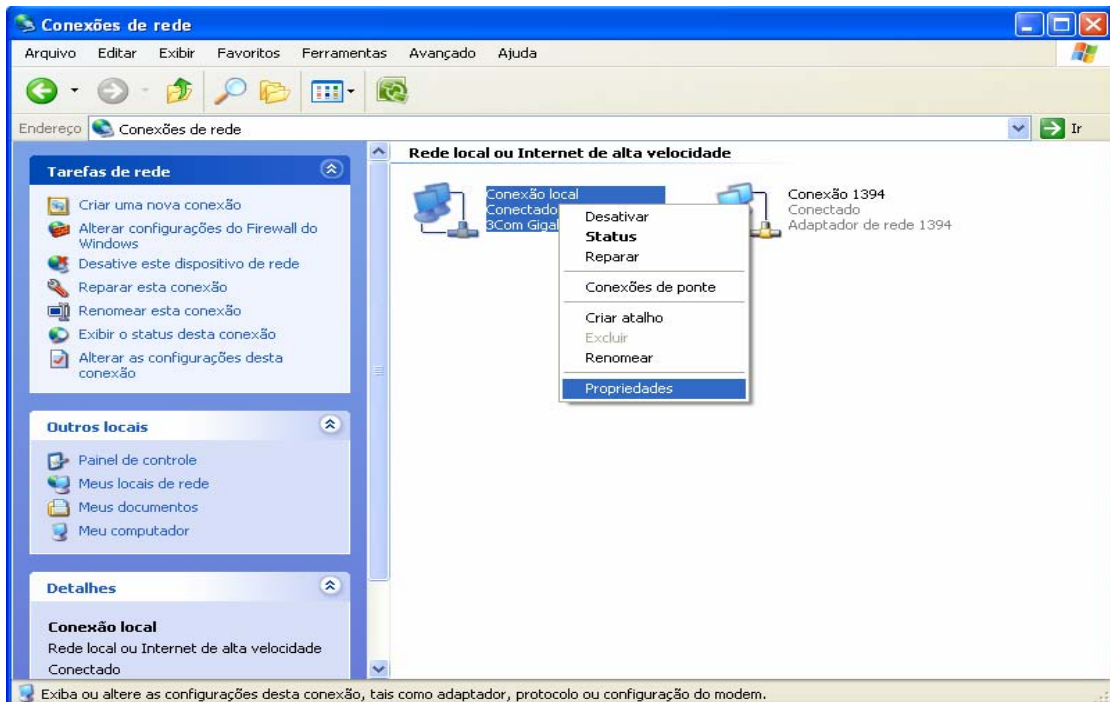 Conexões de rede
Arquivo Editar Exibir Favoritos Ferramentas Avançado Ajuda
Endereço Conexões de rede Ir
Tarefas de rede
Criar uma nova conexão
Alterar configurações do Firewall do
Windows
Desative este dispositivo de rede
Reparar esta conexão
Renomear esta conexão
Exibir o status desta conexão
Alterar as configurações desta
conexão
Outros locais
Painel de controle
Meus locais de rede
Meus documentos
Meu computador
Detalhes
Conexão local
Rede local ou Internet de alta velocidade
Conectado
Rede local ou Internet de alta velocidade
Conexão local
Conectado
3Com Gigab
Desativar
Status
Reparar
Conexões de ponte
Criar atalho
Excluir
Renomear
Propriedades
Conexão 1394
Conectado
Adaptador de rede 1394
Exiba ou altere as configurações desta conexão, tais como adaptador, protocolo ou configuração do modem.